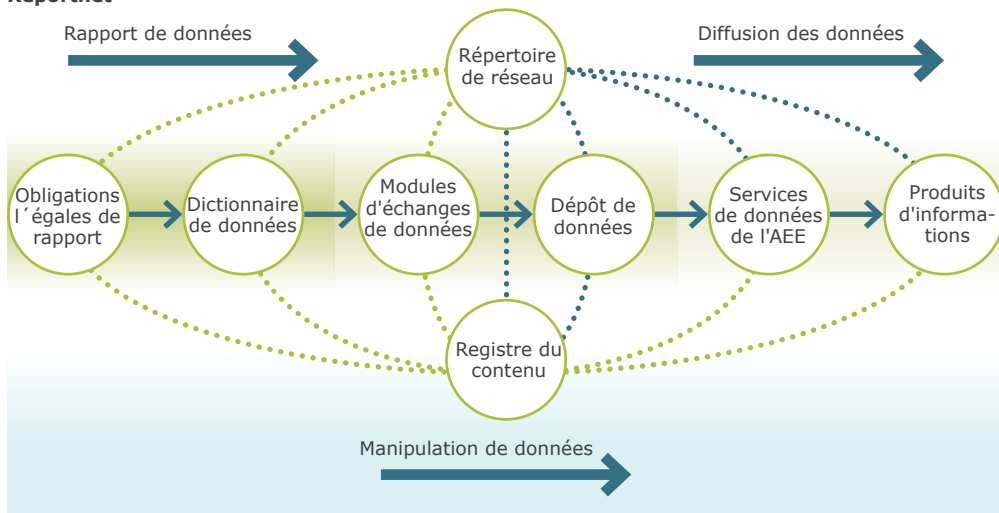 Reportnet
Rapport de données
Diffusion des données
Répertoire
de réseau
Obligations
l´égales de
rapport
Dictionnaire
de données
Modules
d'échanges
de données
Dépôt de
données
Services
de données
de l'AEE
Produits
d'informa-
tions
Registre du
contenu
Manipulation de données